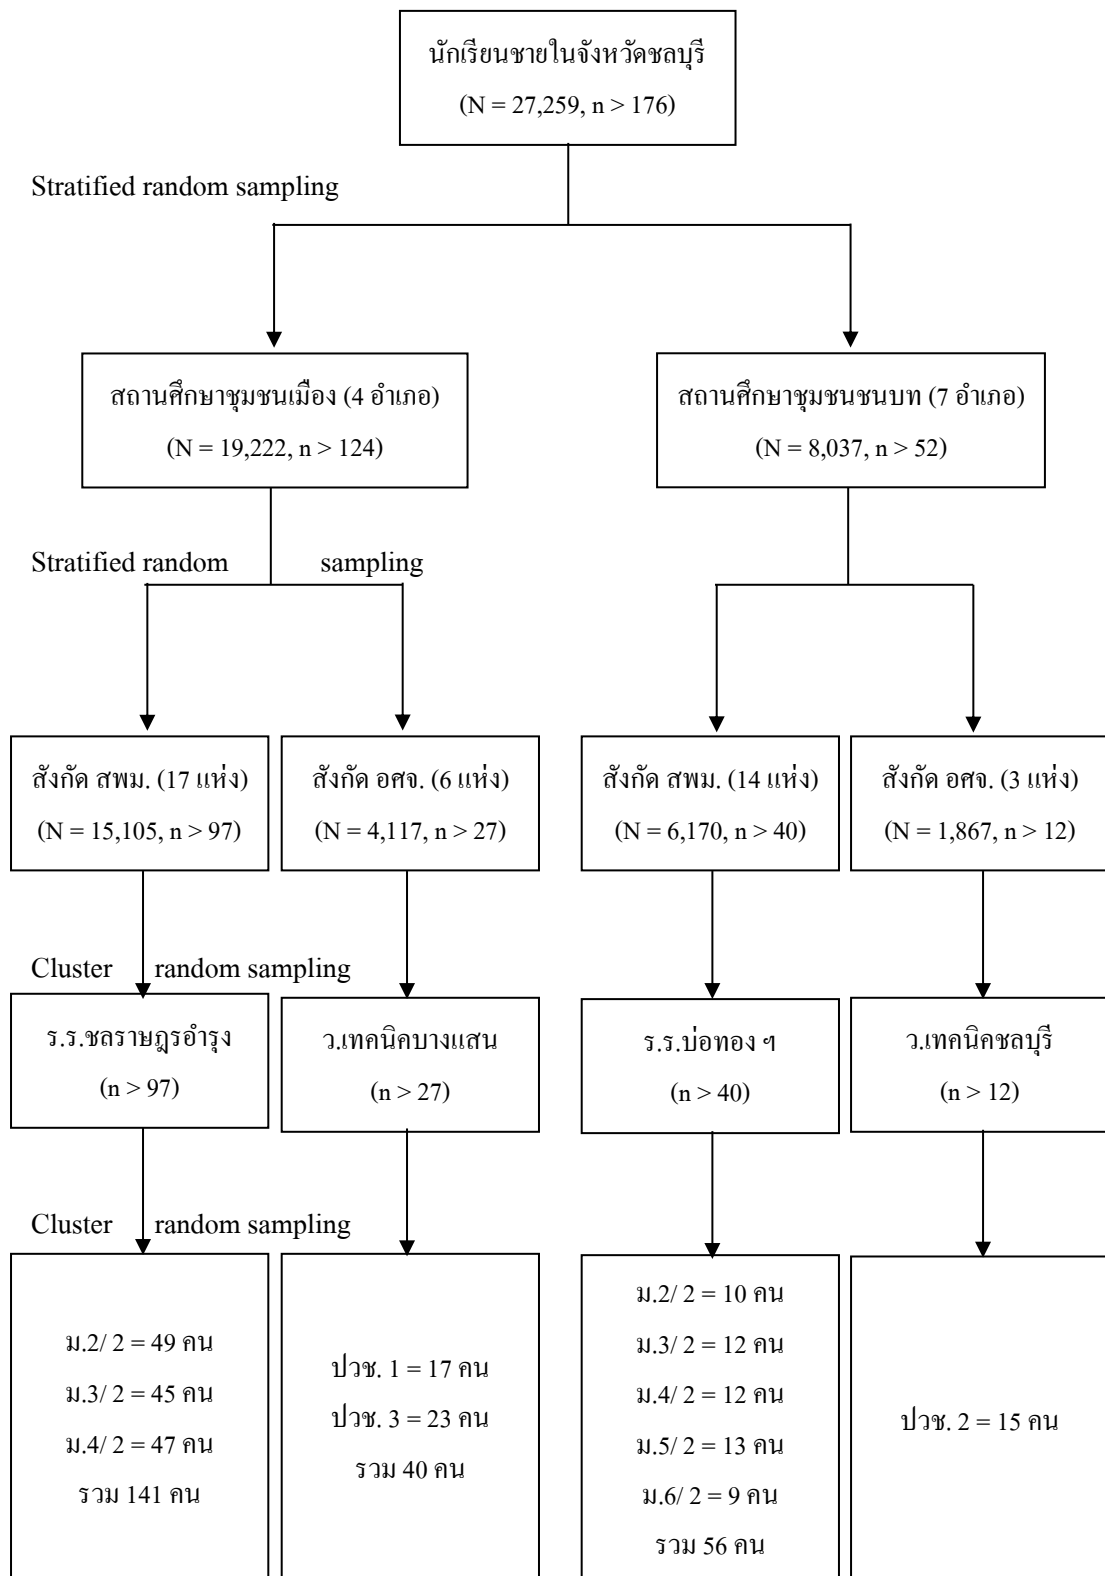 นักเรียนชายในจังหวัดชลบุรี
(N = 27,259, n > 176)
Stratified random sampling
สถานศึกษาชุมชนเมือง (4 อำเภอ)
(N = 19,222, n > 124)
สถานศึกษาชุมชนชนบท (7 อำเภอ)
(N = 8,037, n > 52)
Stratified random sampling
สังกัด สพม. (17 แห่ง)
(N = 15,105, n > 97)
สังกัด อศจ. (6 แห่ง)
(N = 4,117, n > 27)
สังกัด สพม. (14 แห่ง)
(N = 6,170, n > 40)
สังกัด อศจ. (3 แห่ง)
(N = 1,867, n > 12)
Cluster random sampling
ร.ร.ชลราษฎรอำรุง
(n > 97)
ว.เทคนิคบางแสน
(n > 27)
ร.ร.บ่อทอง ฯ
(n > 40)
ว.เทคนิคชลบุรี
(n > 12)
Cluster random sampling
ม.2/ 2 = 49 คน
ม.3/ 2 = 45 คน
ม.4/ 2 = 47 คน
รวม 141 คน
ปวช. 1 = 17 คน
ปวช. 3 = 23 คน
รวม 40 คน
ม.2/ 2 = 10 คน
ม.3/ 2 = 12 คน
ม.4/ 2 = 12 คน
ม.5/ 2 = 13 คน
ม.6/ 2 = 9 คน
รวม 56 คน
ปวช. 2 = 15 คน